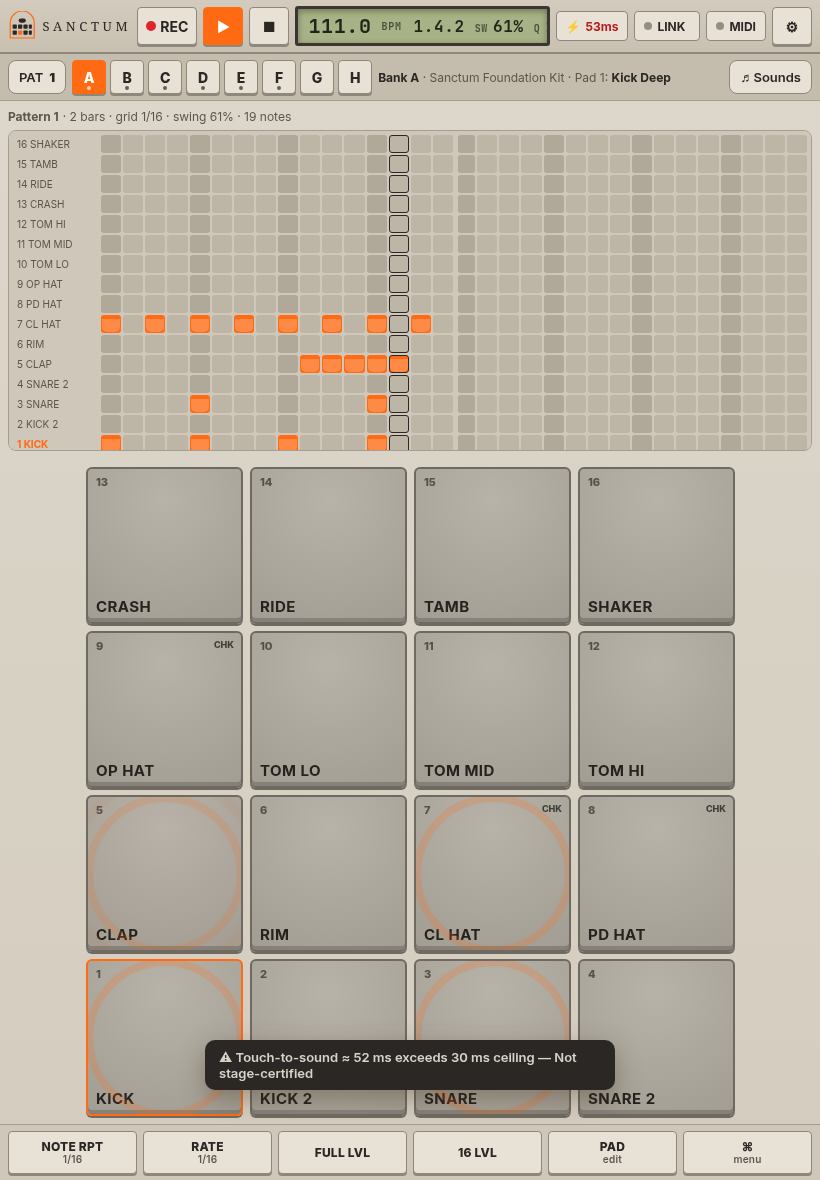 SANCTUM
REC
111.0 BPM 1.4.2 SW 61% Q
⚡ 53ms
LINK
MIDI
PAT 1
A
B
C
D
E
F
G
H
Bank A · Sanctum Foundation Kit · Pad 1: Kick Deep
♬ Sounds
Pattern 1 · 2 bars · grid 1/16 · swing 61% · 19 notes
16 SHAKER
15 TAMB
14 RIDE
13 CRASH
12 TOM HI
11 TOM MID
10 TOM LO
9 OP HAT
8 PD HAT
7 CL HAT
6 RIM
5 CLAP
4 SNARE 2
3 SNARE
2 KICK 2
1 KICK
13
CRASH
14
RIDE
15
TAMB
16
SHAKER
9
CHK
OP HAT
10
TOM LO
11
TOM MID
12
TOM HI
5
CLAP
6
RIM
7
CHK
CL HAT
8
CHK
PD HAT
1
KICK
2
KICK 2
3
SNARE
4
SNARE 2
⚠ Touch-to-sound ≈ 52 ms exceeds 30 ms ceiling — Not
stage-certified
NOTE RPT
1/16
RATE
1/16
FULL LVL
16 LVL
PAD
edit
⌘
menu